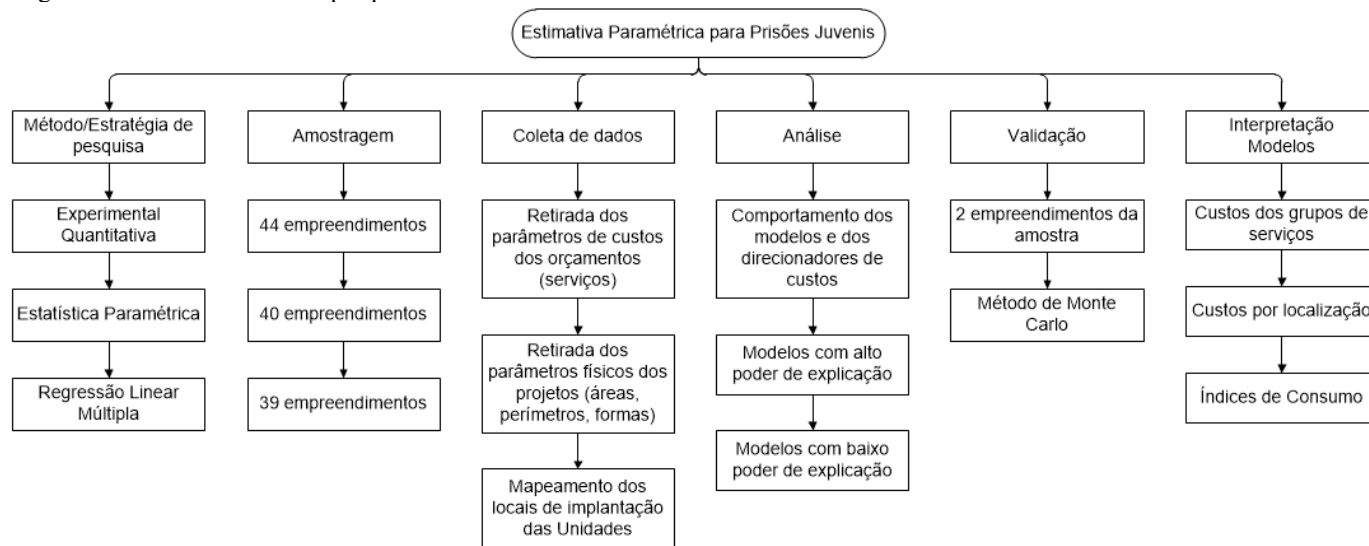 Estimativa Paramétrica para Prisões Juvenis
Método/Estratégia de
pesquisa
Experimental
Quantitativa
Estatística Paramétrica
Regressão Linear
Múltipla
Amostragem
44 empreendimentos
40 empreendimentos
39 empreendimentos
Coleta de dados
Retirada dos
parâmetros de custos
dos orçamentos
(serviços)
Retirada dos
parâmetros físicos dos
projetos (áreas,
perímetros, formas)
Mapeamento dos
locais de implantação
das Unidades
Análise
Comportamento dos
modelos e dos
direcionadores de
custos
Modelos com alto
poder de explicação
Modelos com baixo
poder de explicação
Validação
2 empreendimentos da
amostra
Método de Monte
Carlo
Interpretação
Modelos
Custos dos grupos de
serviços
Custos por localização
Índices de Consumo